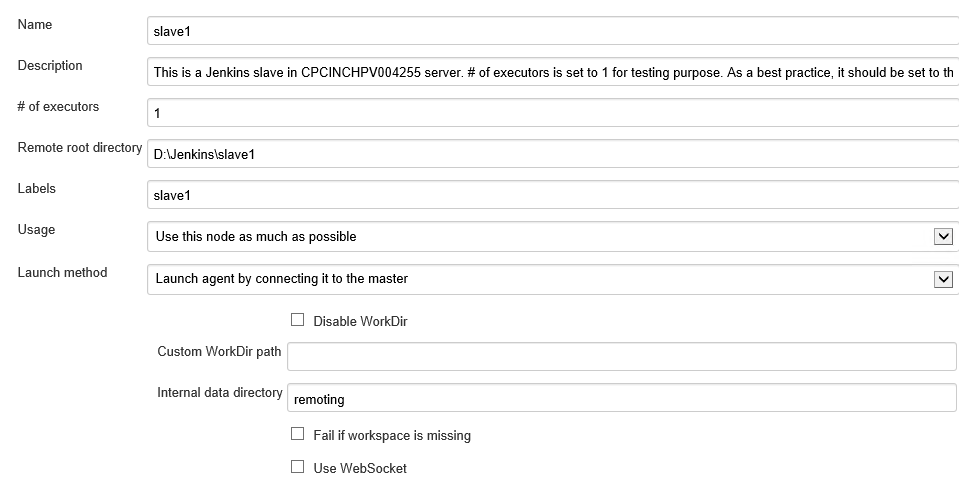 Name
slave1
Description
This is a Jenkins slave in CPCINCHPV004255 server. # of executors is set to 1 for testing purpose. As a best practice, it should be set to th
# of executors
1
Remote root directory
D:\Jenkins\slave1
Labels
slave1
Usage
Use this node as much as possible
Launch method
Launch agent by connecting it to the master
Disable WorkDir
Custom WorkDir path
Internal data directory
remoting
Fail if workspace is missing
Use WebSocket